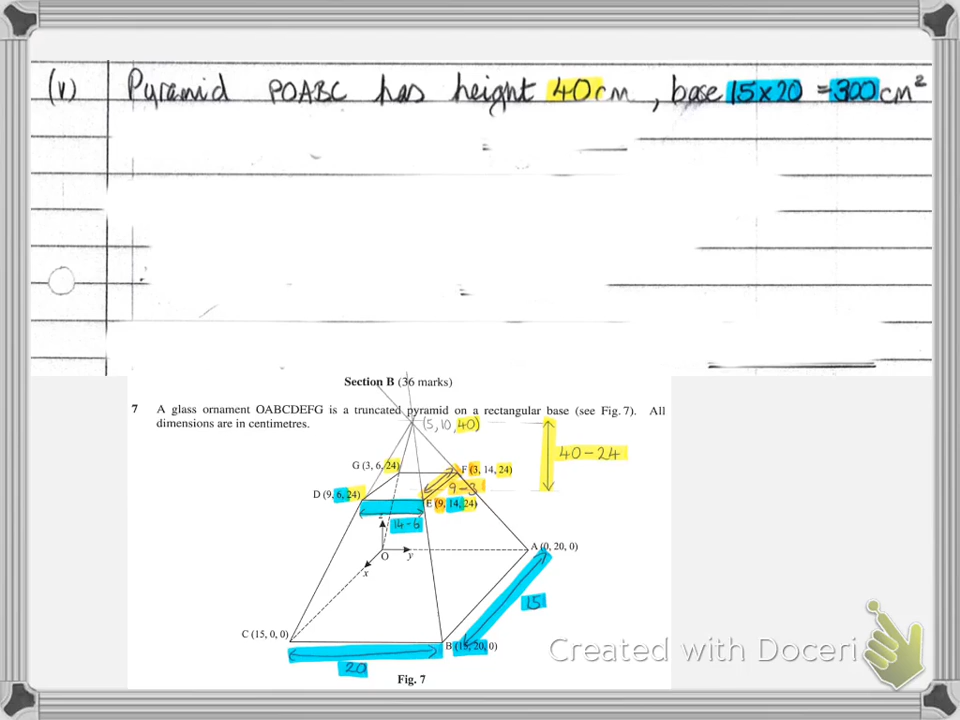 (v) Pyramid POABC has height 40cm, base 15×20 = 300cm²
Section B (36 marks)
7 A glass ornament OABCDEFG is a truncated pyramid on a rectangular base (see Fig. 7). All
dimensions are in centimetres.
(5, 10, 40)
40-24
G (3, 6, 24)
F (3, 14, 24)
9-3
D (9, 6, 24)
E (9, 14, 24)
14-6
z
O
y
x
A (0, 20, 0)
15
C (15, 0, 0)
B (15, 20, 0)
20
Fig. 7
Created with Doceri